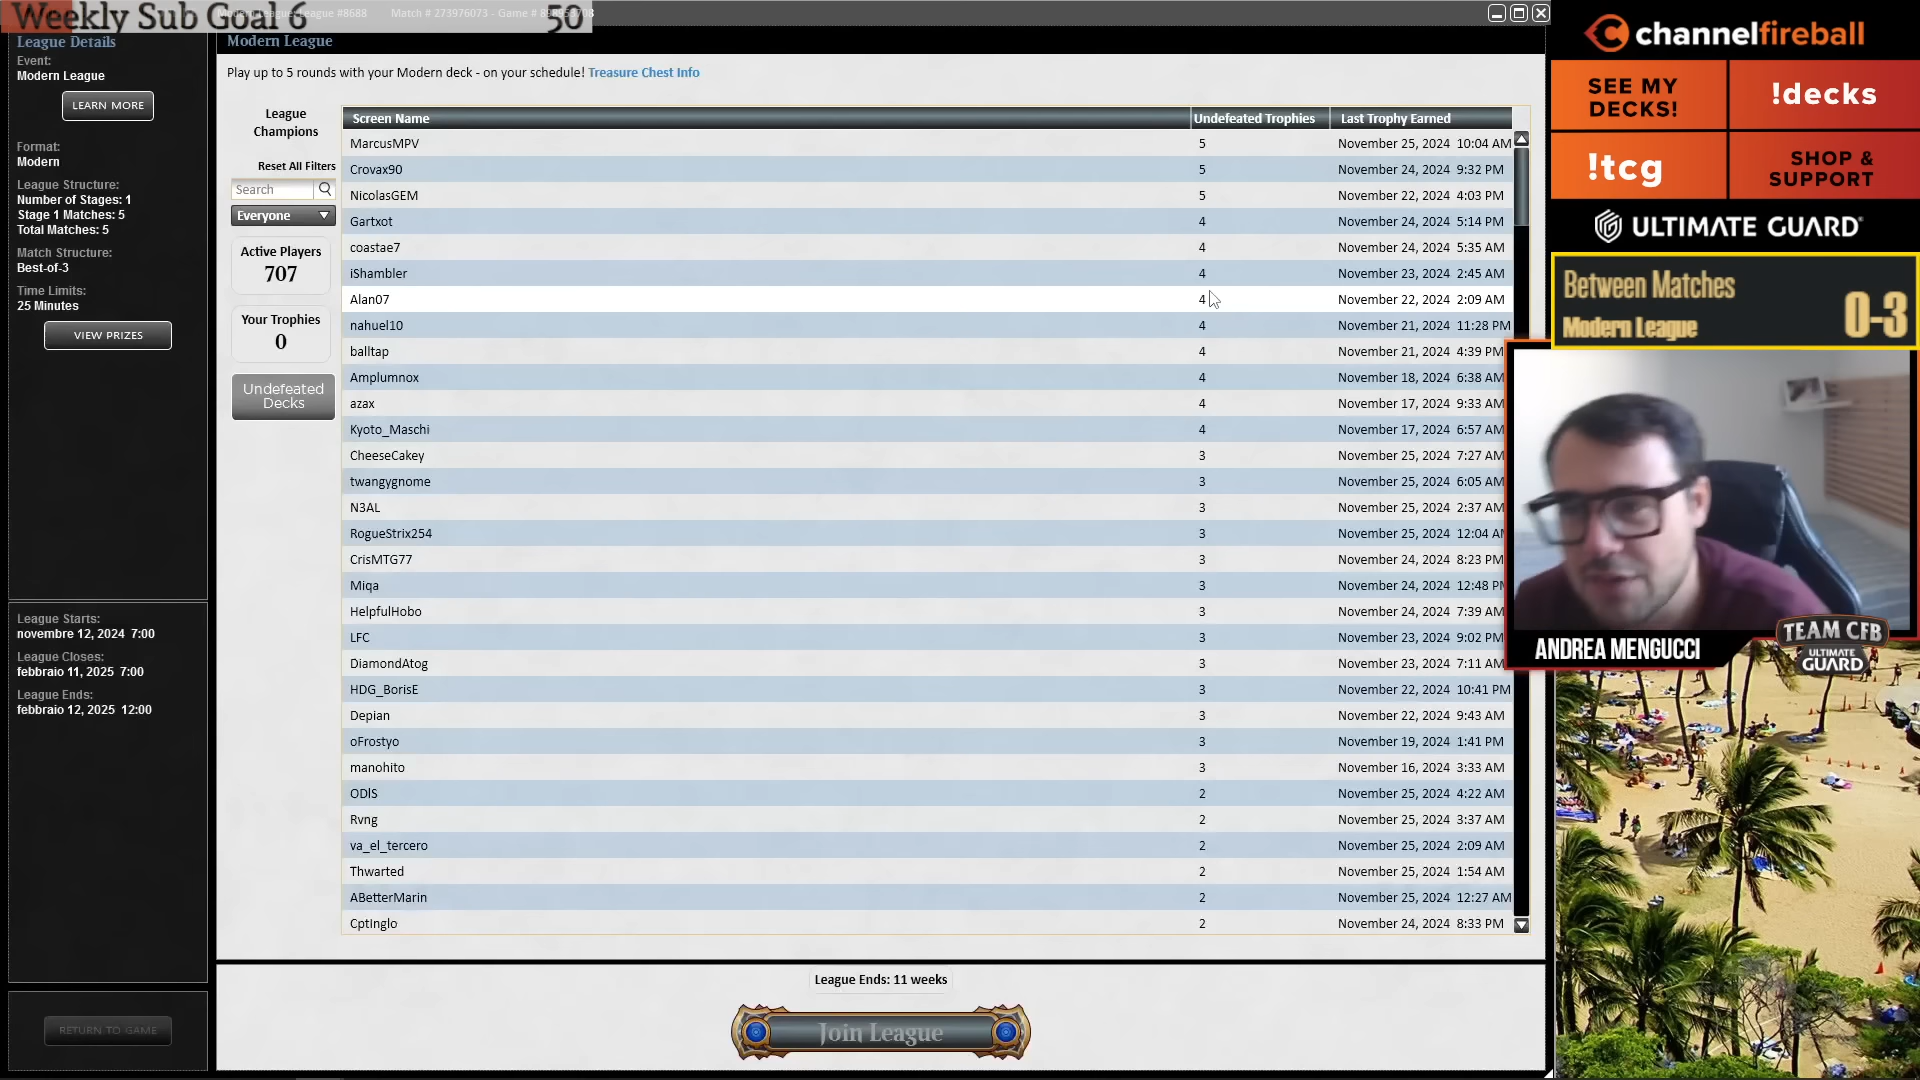 Weekly Sub Goal 6 50
Modern League League #8688 Match # 273976073 - Game #
League Details
Event:
Modern League
LEARN MORE
Format:
Modern
League Structure:
Number of Stages: 1
Stage 1 Matches: 5
Total Matches: 5
Match Structure:
Best-of-3
Time Limits:
25 Minutes
VIEW PRIZES
League Starts:
novembre 12, 2024 7:00
League Closes:
febbraio 11, 2025 7:00
League Ends:
febbraio 12, 2025 12:00
RETURN TO GAME
Modern League
Play up to 5 rounds with your Modern deck - on your schedule! Treasure Chest Info
League
Champions
Reset All Filters
Search
Everyone
Active Players
707
Your Trophies
0
Undefeated
Decks
Screen Name Undefeated Trophies Last Trophy Earned
MarcusMPV 5 November 25, 2024 10:04 AM
Crovax90 5 November 24, 2024 9:32 PM
NicolasGEM 5 November 22, 2024 4:03 PM
Gartxot 4 November 24, 2024 5:14 PM
coastae7 4 November 24, 2024 5:35 AM
iShambler 4 November 23, 2024 2:45 AM
Alan07 4 November 22, 2024 2:09 AM
nahuel10 4 November 21, 2024 11:28 PM
balltap 4 November 21, 2024 4:39 PM
Amplumnox 4 November 18, 2024 6:38 AM
azax 4 November 17, 2024 9:33 AM
Kyoto_Maschi 4 November 17, 2024 6:57 AM
CheeseCakey 3 November 25, 2024 7:27 AM
twangygnome 3 November 25, 2024 6:05 AM
N3AL 3 November 25, 2024 2:37 AM
RogueStrix254 3 November 25, 2024 12:04 AM
CrisMTG77 3 November 24, 2024 8:23 PM
Miqa 3 November 24, 2024 12:48 PM
HelpfulHobo 3 November 24, 2024 7:39 AM
LFC 3 November 23, 2024 9:02 PM
DiamondAtog 3 November 23, 2024 7:11 AM
HDG_BorisE 3 November 22, 2024 10:41 PM
Depian 3 November 22, 2024 9:43 AM
oFrostyo 3 November 19, 2024 1:41 PM
manohito 3 November 16, 2024 3:33 AM
ODlS 2 November 25, 2024 4:22 AM
Rvng 2 November 25, 2024 3:37 AM
va_el_tercero 2 November 25, 2024 2:09 AM
Thwarted 2 November 25, 2024 1:54 AM
ABetterMarin 2 November 25, 2024 12:27 AM
CptInglo 2 November 24, 2024 8:33 PM
League Ends: 11 weeks
Join League
channelfireball
SEE MY
DECKS!
!decks
!tcg
SHOP &
SUPPORT
ULTIMATE GUARD
Between Matches
Modern League
0-3
ANDREA MENGUCCI
TEAM CFB
ULTIMATE
GUARD